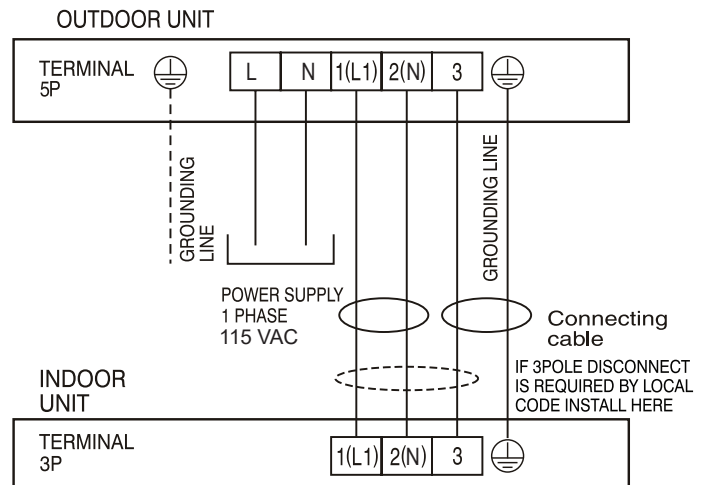 OUTDOOR UNIT
TERMINAL
5P
L N 1(L1) 2(N) 3
GROUNDING
LINE
GROUNDING LINE
POWER SUPPLY
1 PHASE
115 VAC
Connecting
cable
IF 3POLE DISCONNECT
IS REQUIRED BY LOCAL
CODE INSTALL HERE
INDOOR
UNIT
TERMINAL
3P
1(L1) 2(N) 3